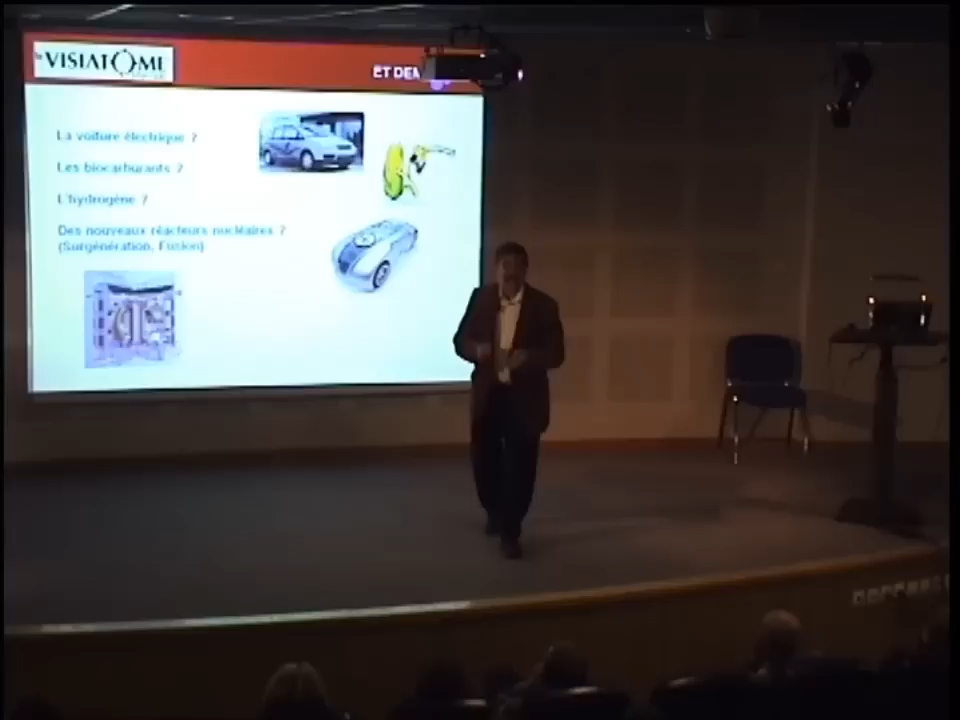 VISIATOME
ET DEM
La voiture électrique ?
Les biocarburants ?
L'hydrogène ?
Des nouveaux réacteurs nucléaires ?
(Surgénération, Fusion)